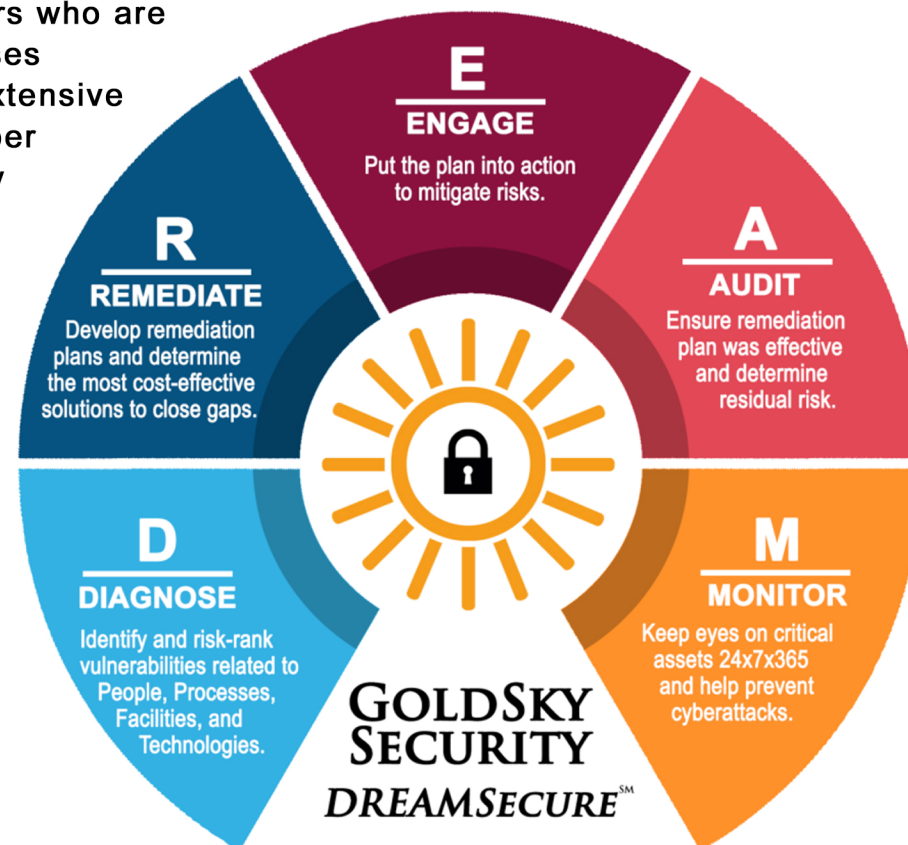 rs who are
ses
xtensive
er
E
ENGAGE
Put the plan into action
to mitigate risks.
R
REMEDIATE
Develop remediation
plans and determine
the most cost-effective
solutions to close gaps.
A
AUDIT
Ensure remediation
plan was effective
and determine
residual risk.
D
DIAGNOSE
Identify and risk-rank
vulnerabilities related to
People, Processes,
Facilities, and
Technologies.
M
MONITOR
Keep eyes on critical
assets 24x7x365
and help prevent
cyberattacks.
GOLDSKY
SECURITY
DREAMSECURE℠